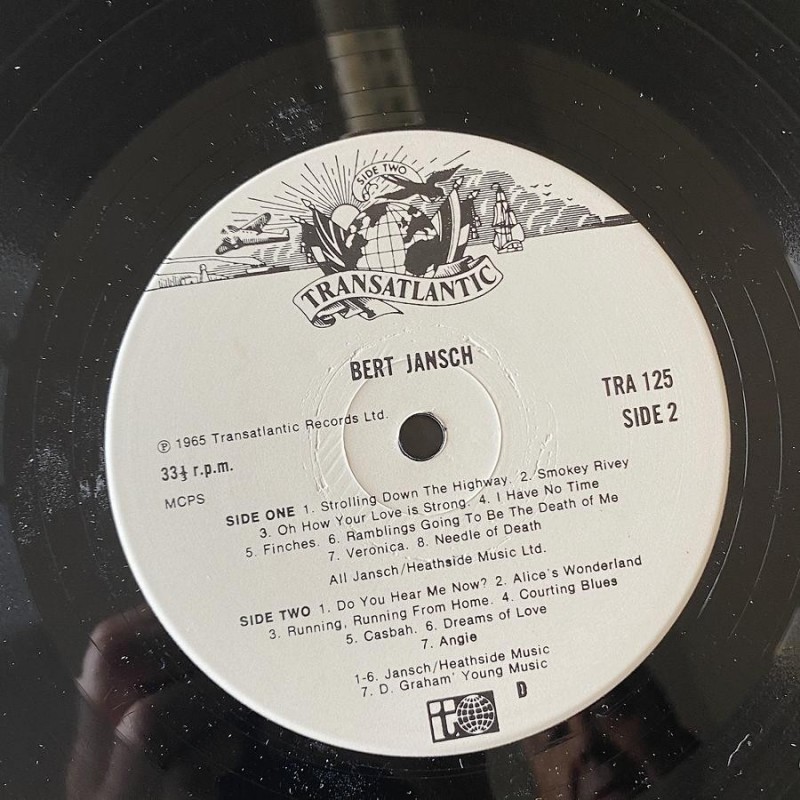 SIDE TWO
TRANSATLANTIC
BERT JANSCH
TRA 125
SIDE 2
℗ 1965 Transatlantic Records Ltd.
33⅓ r.p.m.
MCPS
SIDE ONE 1. Strolling Down The Highway. 2. Smokey Rivey
3. Oh How Your Love is Strong. 4. I Have No Time
5. Finches. 6. Ramblings Going To Be The Death of Me
7. Veronica. 8. Needle of Death
All Jansch/Heathside Music Ltd.
SIDE TWO 1. Do You Hear Me Now? 2. Alice's Wonderland
3. Running, Running From Home. 4. Courting Blues
5. Casbah. 6. Dreams of Love
7. Angie
1-6. Jansch/Heathside Music
7. D. Graham' Young Music
it D